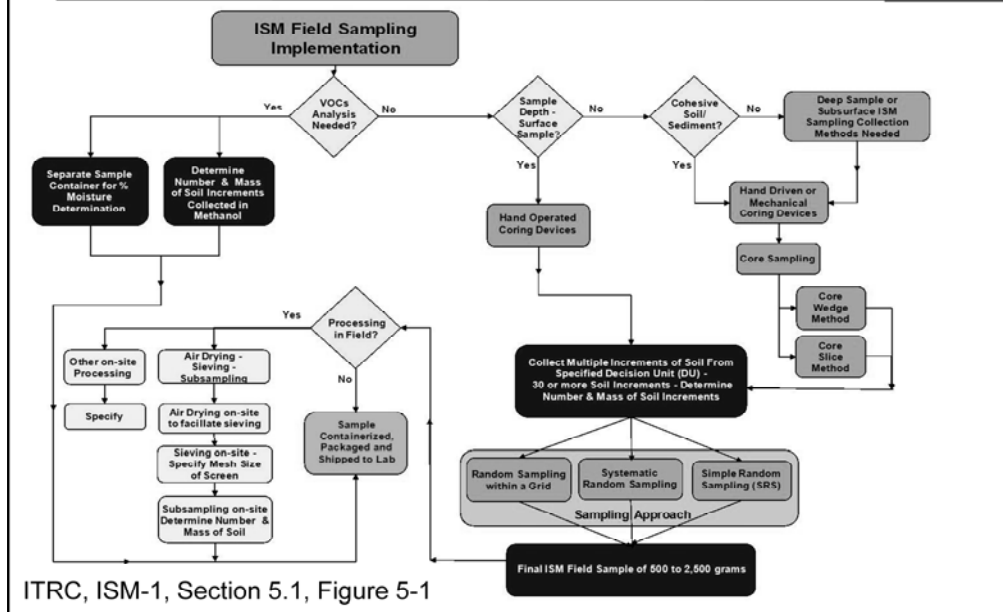 ISM Field Sampling
Implementation
VOCs
Analysis
Needed?
Yes
No
Sample
Depth -
Surface
Sample?
No
Yes
Cohesive
Soil/
Sediment?
No
Yes
Deep Sample or
Subsurface ISM
Sampling Collection
Methods Needed
Separate Sample
Container for %
Moisture
Determination
Determine
Number & Mass
of Soil Increments
Collected in
Methanol
Hand Operated
Coring Devices
Hand Driven or
Mechanical
Coring Devices
Core Sampling
Core
Wedge
Method
Core
Slice
Method
Processing
in Field?
Yes
No
Other on-site
Processing
Specify
Air Drying -
Sieving -
Subsampling
Air Drying on-site
to facillate sieving
Sieving on-site -
Specify Mesh Size
of Screen
Subsampling on-site
Determine Number &
Mass of Soil
Sample
Containerized,
Packaged and
Shipped to Lab
Collect Multiple Increments of Soil From
Specified Decision Unit (DU) -
30 or more Soil Increments - Determine
Number & Mass of Soil Increments
Random Sampling
within a Grid
Systematic
Random Sampling
Simple Random
Sampling (SRS)
Sampling Approach
Final ISM Field Sample of 500 to 2,500 grams
ITRC, ISM-1, Section 5.1, Figure 5-1